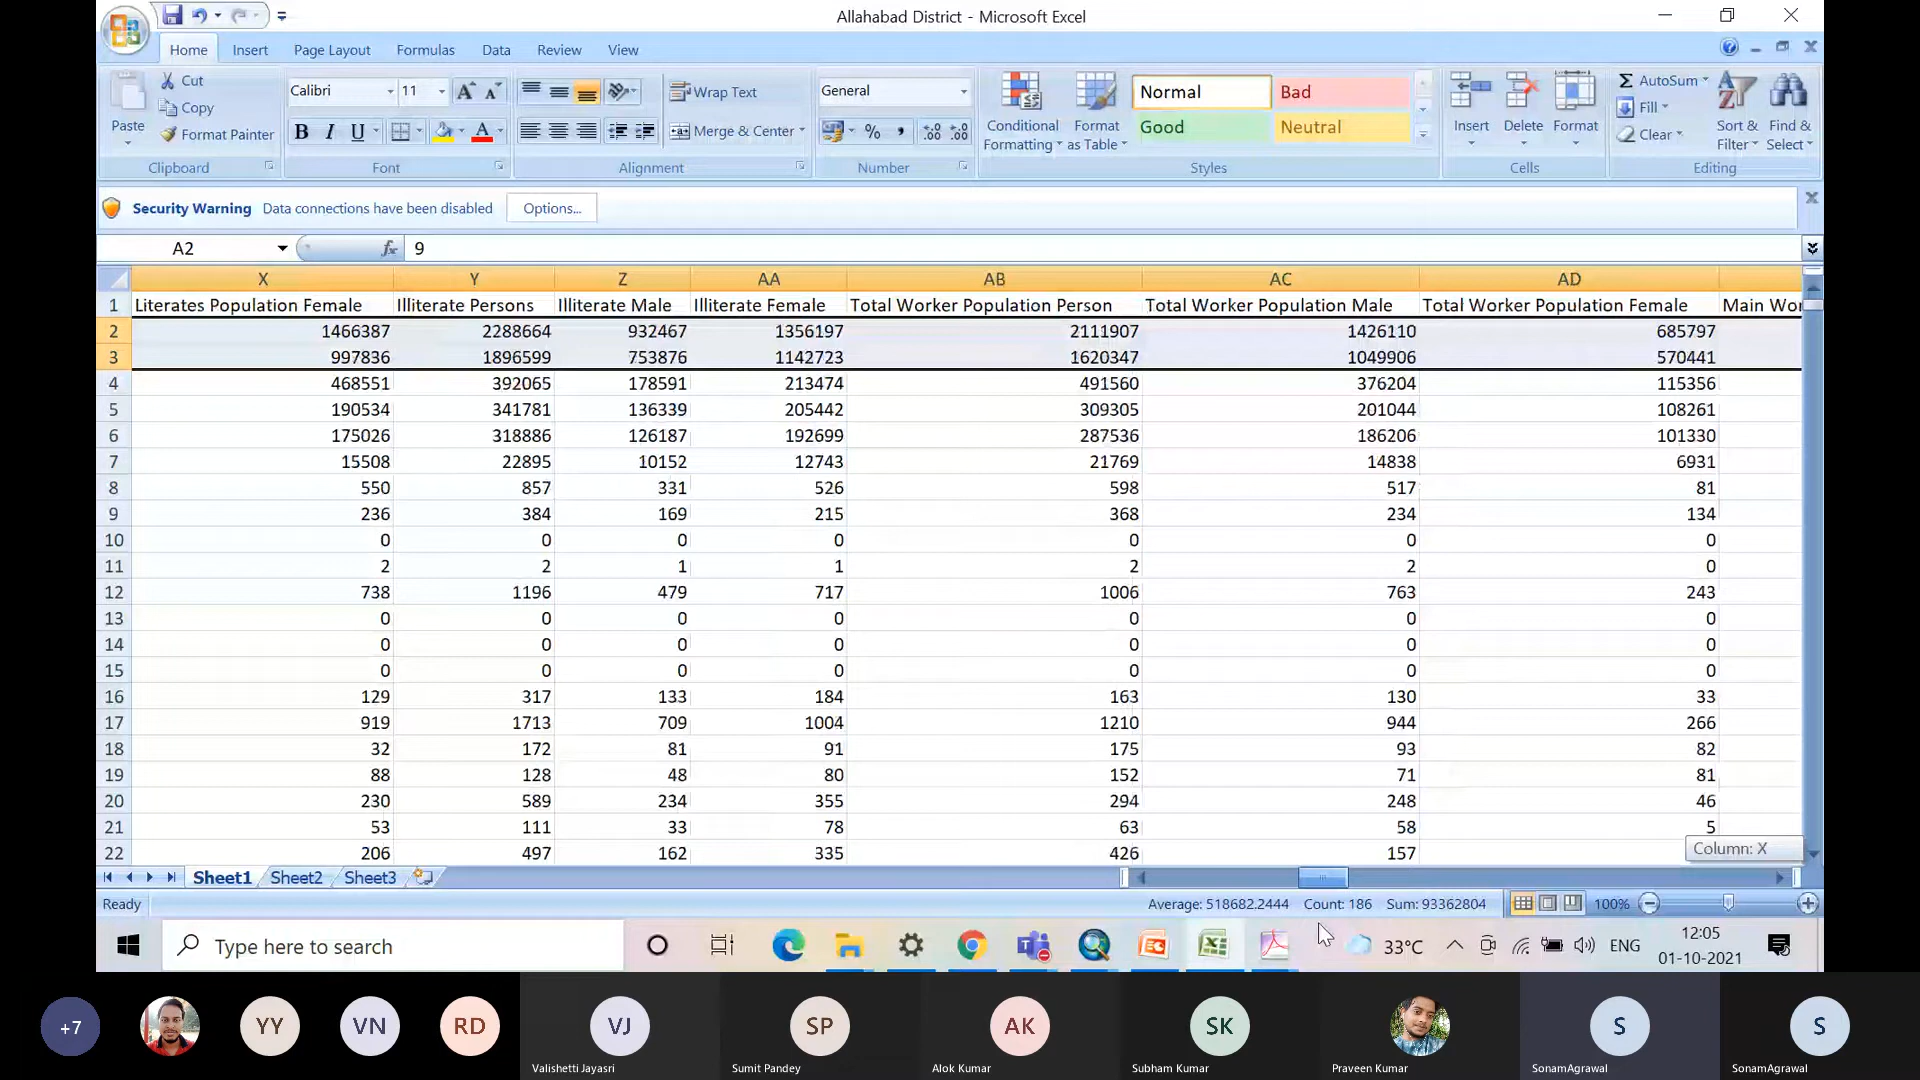 Allahabad District - Microsoft Excel
Home Insert Page Layout Formulas Data Review View
Paste
Cut
Copy
Format Painter
Clipboard
Calibri 11
Font
Wrap Text
Merge & Center
Alignment
General
Number
Conditional Formatting
Format as Table
Normal Bad
Good Neutral
Styles
Insert Delete Format
Cells
AutoSum
Fill
Clear
Sort & Filter
Find & Select
Editing
Security Warning Data connections have been disabled Options...
A2 fx 9
X Y Z AA AB AC AD
1 Literates Population Female Illiterate Persons Illiterate Male Illiterate Female Total Worker Population Person Total Worker Population Male Total Worker Population Female Main Wor
2 1466387 2288664 932467 1356197 2111907 1426110 685797
3 997836 1896599 753876 1142723 1620347 1049906 570441
4 468551 392065 178591 213474 491560 376204 115356
5 190534 341781 136339 205442 309305 201044 108261
6 175026 318886 126187 192699 287536 186206 101330
7 15508 22895 10152 12743 21769 14838 6931
8 550 857 331 526 598 517 81
9 236 384 169 215 368 234 134
10 0 0 0 0 0 0 0
11 2 2 1 1 2 2 0
12 738 1196 479 717 1006 763 243
13 0 0 0 0 0 0 0
14 0 0 0 0 0 0 0
15 0 0 0 0 0 0 0
16 129 317 133 184 163 130 33
17 919 1713 709 1004 1210 944 266
18 32 172 81 91 175 93 82
19 88 128 48 80 152 71 81
20 230 589 234 355 294 248 46
21 53 111 33 78 63 58 5
22 206 497 162 335 426 157
Column: X
Sheet1 Sheet2 Sheet3
Ready Average: 518682.2444 Count: 186 Sum: 93362804 100%
Type here to search 33°C ENG 12:05
01-10-2021
+7 YY VN RD VJ SP AK SK S S
Valishetti Jayasri Sumit Pandey Alok Kumar Subham Kumar Praveen Kumar SonamAgrawal SonamAgrawal